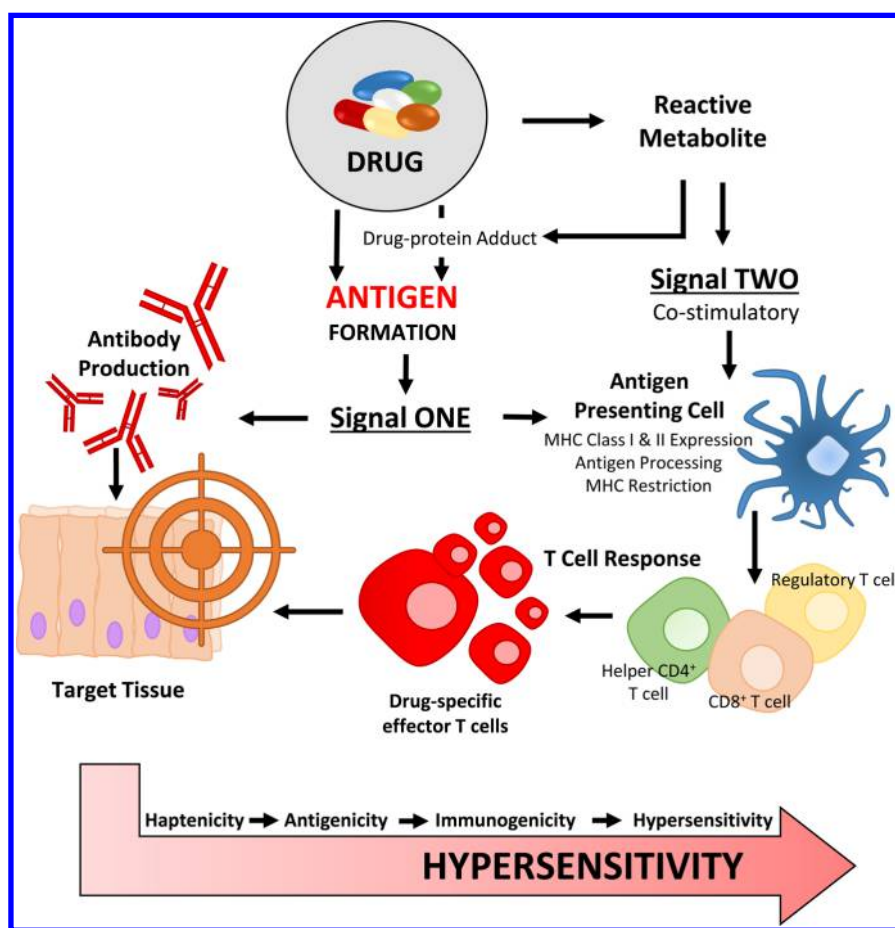 DRUG
Reactive
Metabolite
Drug-protein Adduct
ANTIGEN
FORMATION
Signal TWO
Co-stimulatory
Antibody
Production
Signal ONE
Antigen
Presenting Cell
MHC Class I & II Expression
Antigen Processing
MHC Restriction
T Cell Response
Regulatory T cell
Helper CD4⁺
T cell
CD8⁺ T cell
Target Tissue
Drug-specific
effector T cells
Haptenicity Antigenicity Immunogenicity Hypersensitivity
HYPERSENSITIVITY